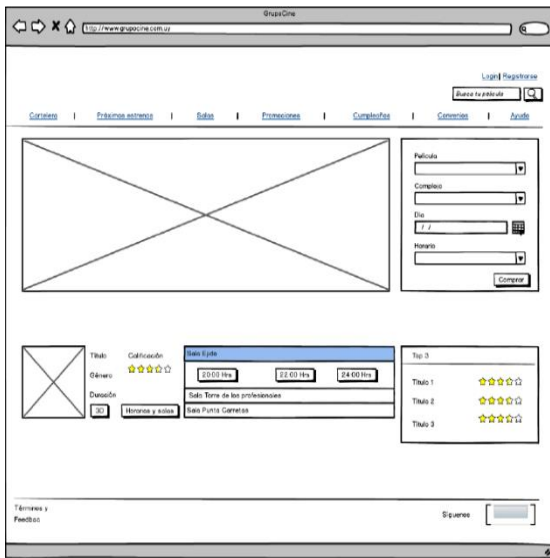 GrupoCine
http://www.grupocine.com.uy
Login| Registrarse
Busca tu película
Cartelera | Próximos estrenos | Salas | Promociones | Cumpleaños | Convenios | Ayuda
Película
Complejo
Día
/ /
Horario
Comprar
Título Calificación
Género
Duración
3D Horarios y salas
Sala Ejido
20:00 Hrs 22:00 Hrs 24:00 Hrs
Sala Torre de los profesionales
Sala Punta Carretas
Top 3
Título 1
Título 2
Título 3
Términos y
Feedbac
Síguenos